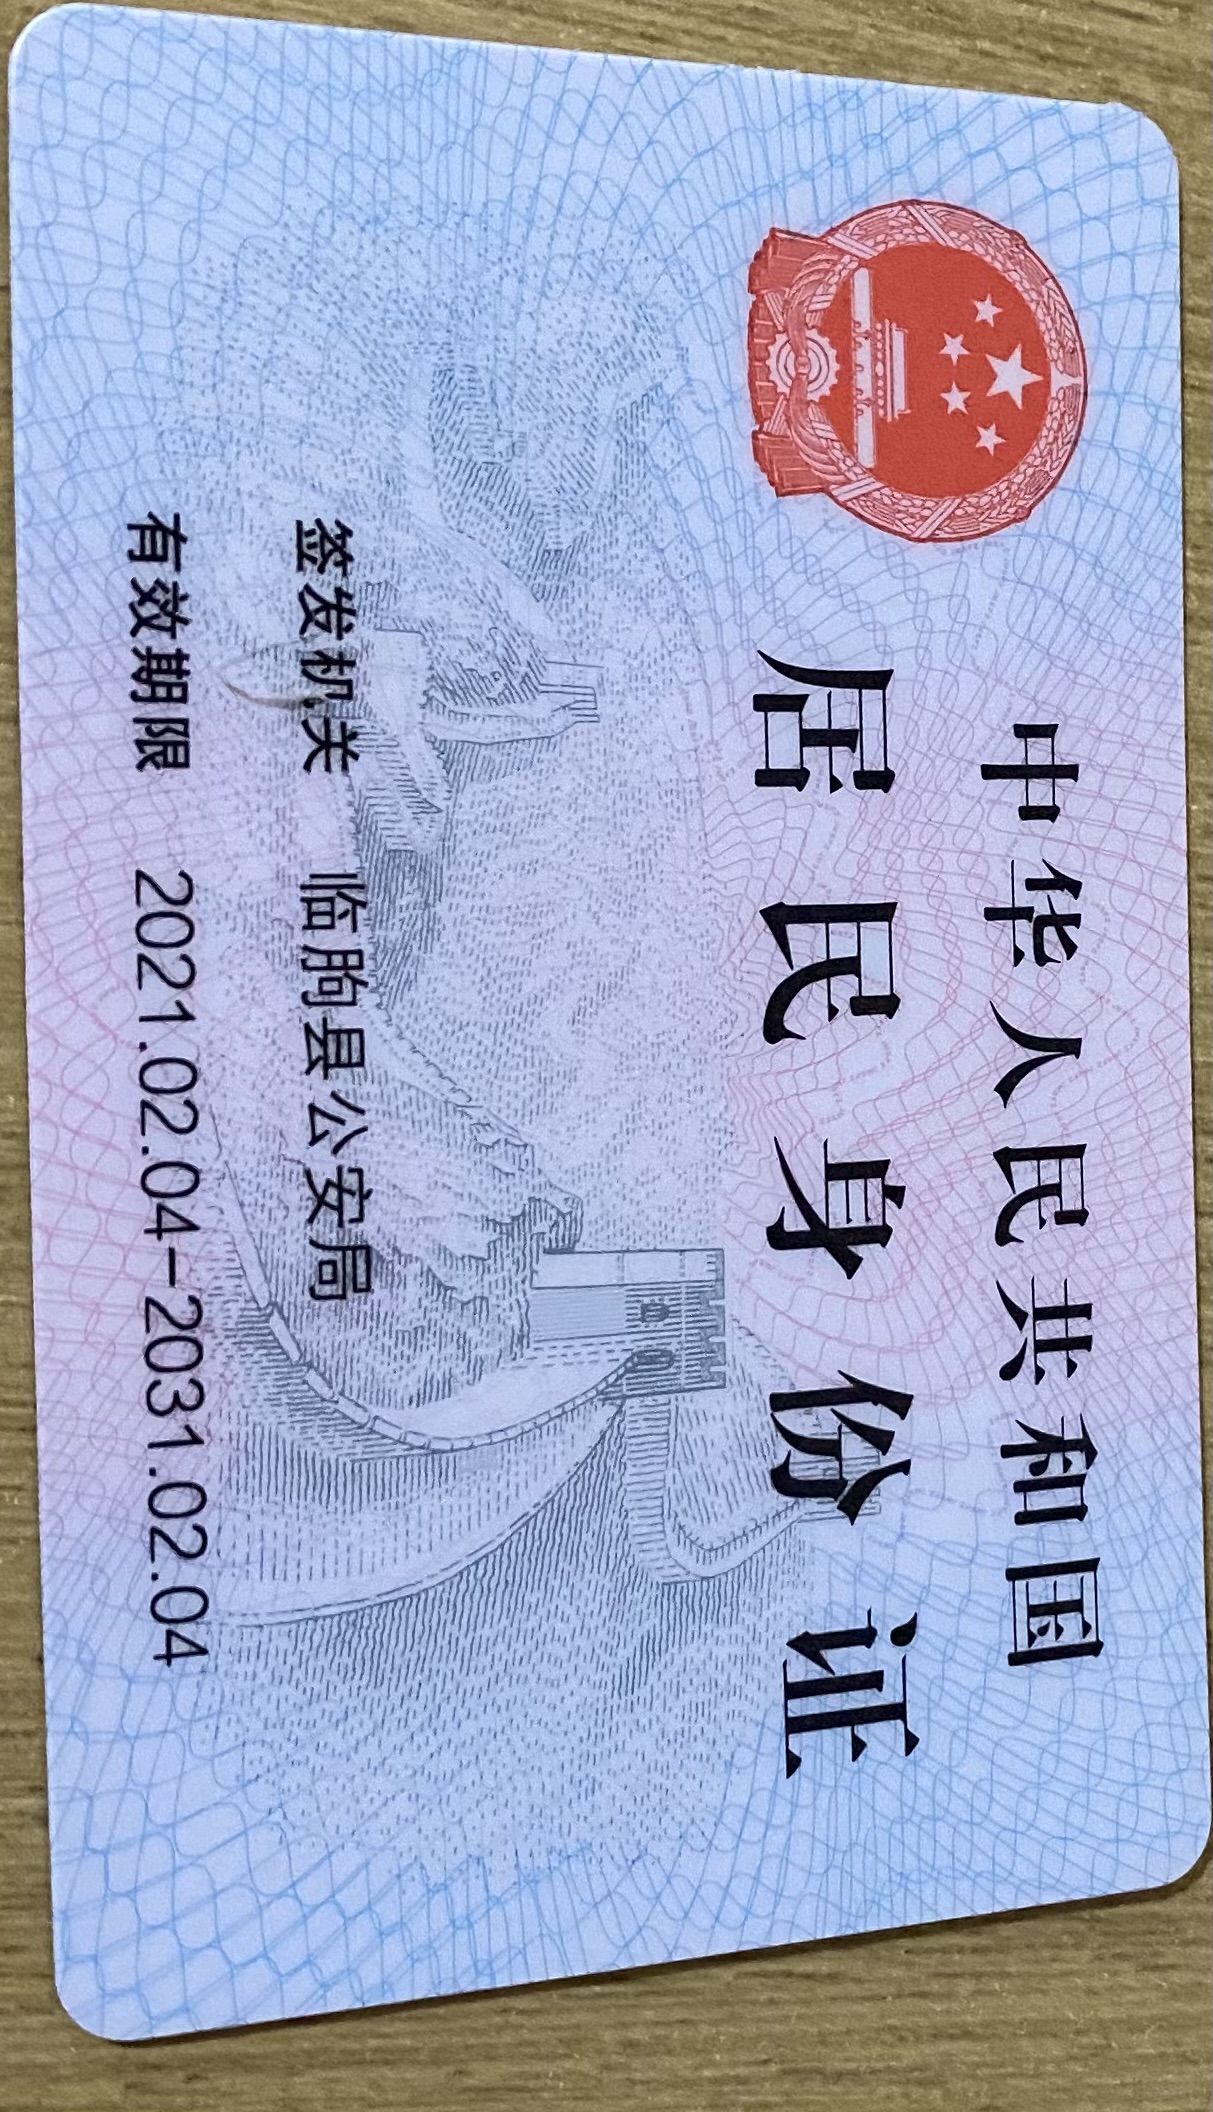 中华人民共和国
居民身份证
签发机关 临朐县公安局
有效期限 2021.02.04-2031.02.04